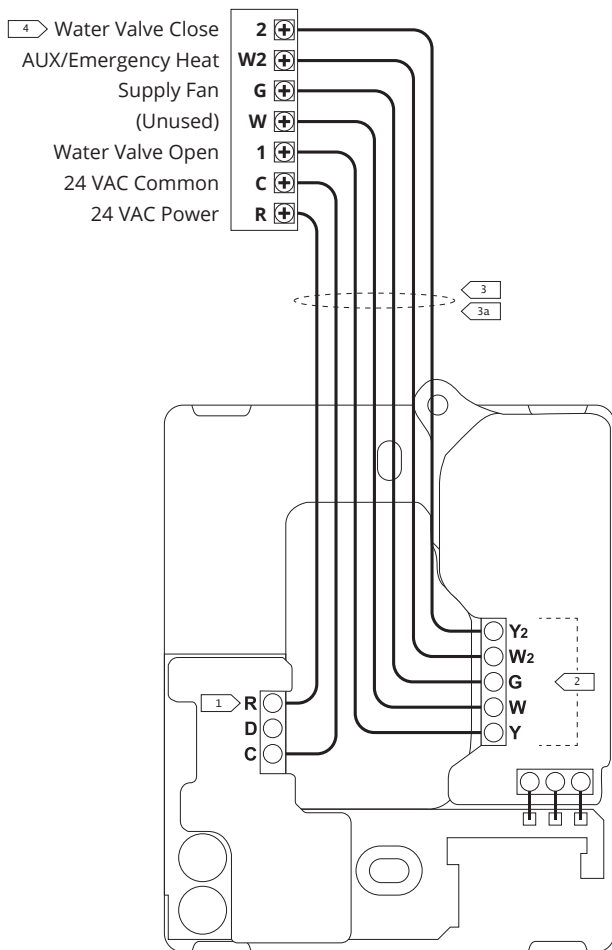 4 Water Valve Close 2
AUX/Emergency Heat W2
Supply Fan G
(Unused) W
Water Valve Open 1
24 VAC Common C
24 VAC Power R
3
3a
Y2
W2
G 2
W
Y
1 R
D
C